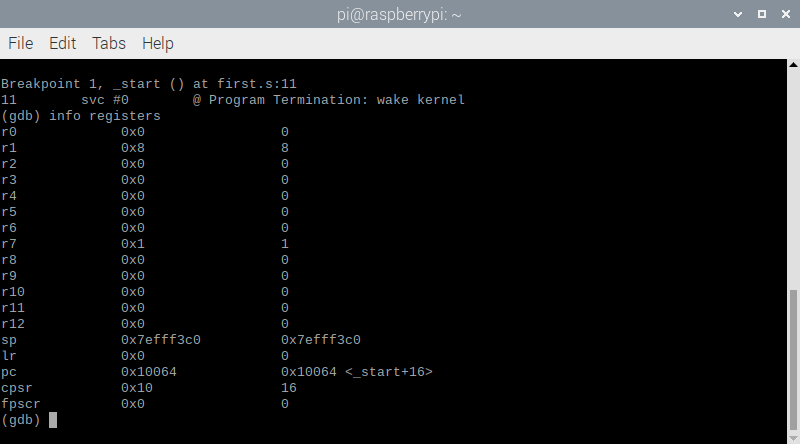 pi@raspberrypi: ~
File Edit Tabs Help
Breakpoint 1, _start () at first.s:11
11        svc #0        @ Program Termination: wake kernel
(gdb) info registers
r0             0x0                 0
r1             0x8                 8
r2             0x0                 0
r3             0x0                 0
r4             0x0                 0
r5             0x0                 0
r6             0x0                 0
r7             0x1                 1
r8             0x0                 0
r9             0x0                 0
r10            0x0                 0
r11            0x0                 0
r12            0x0                 0
sp             0x7efff3c0          0x7efff3c0
lr             0x0                 0
pc             0x10064             0x10064 <_start+16>
cpsr           0x10                16
fpscr          0x0                 0
(gdb)